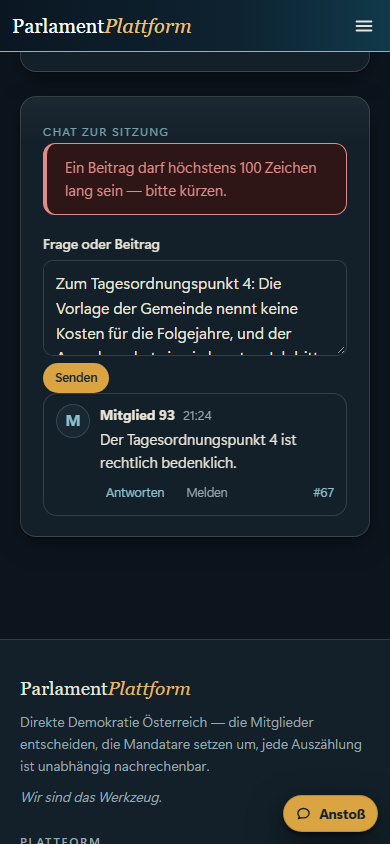 ParlamentPlattform
CHAT ZUR SITZUNG
Ein Beitrag darf höchstens 100 Zeichen
lang sein — bitte kürzen.
Frage oder Beitrag
Zum Tagesordnungspunkt 4: Die
Vorlage der Gemeinde nennt keine
Kosten für die Folgejahre, und der
Senden
M
Mitglied 93 21:24
Der Tagesordnungspunkt 4 ist
rechtlich bedenklich.
Antworten Melden #67
ParlamentPlattform
Direkte Demokratie Österreich — die Mitglieder
entscheiden, die Mandatare setzen um, jede Auszählung
ist unabhängig nachrechenbar.
Wir sind das Werkzeug.
Anstoß
PLATTFORM